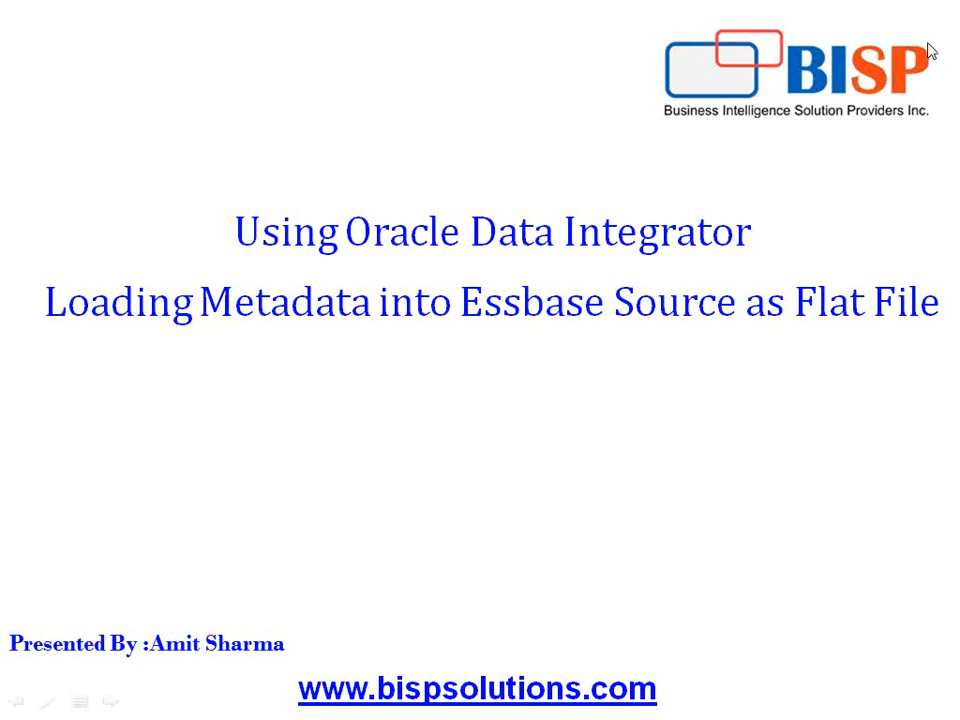 BISP
Business Intelligence Solution Providers Inc.
Using Oracle Data Integrator
Loading Metadata into Essbase Source as Flat File
Presented By :Amit Sharma
www.bispsolutions.com